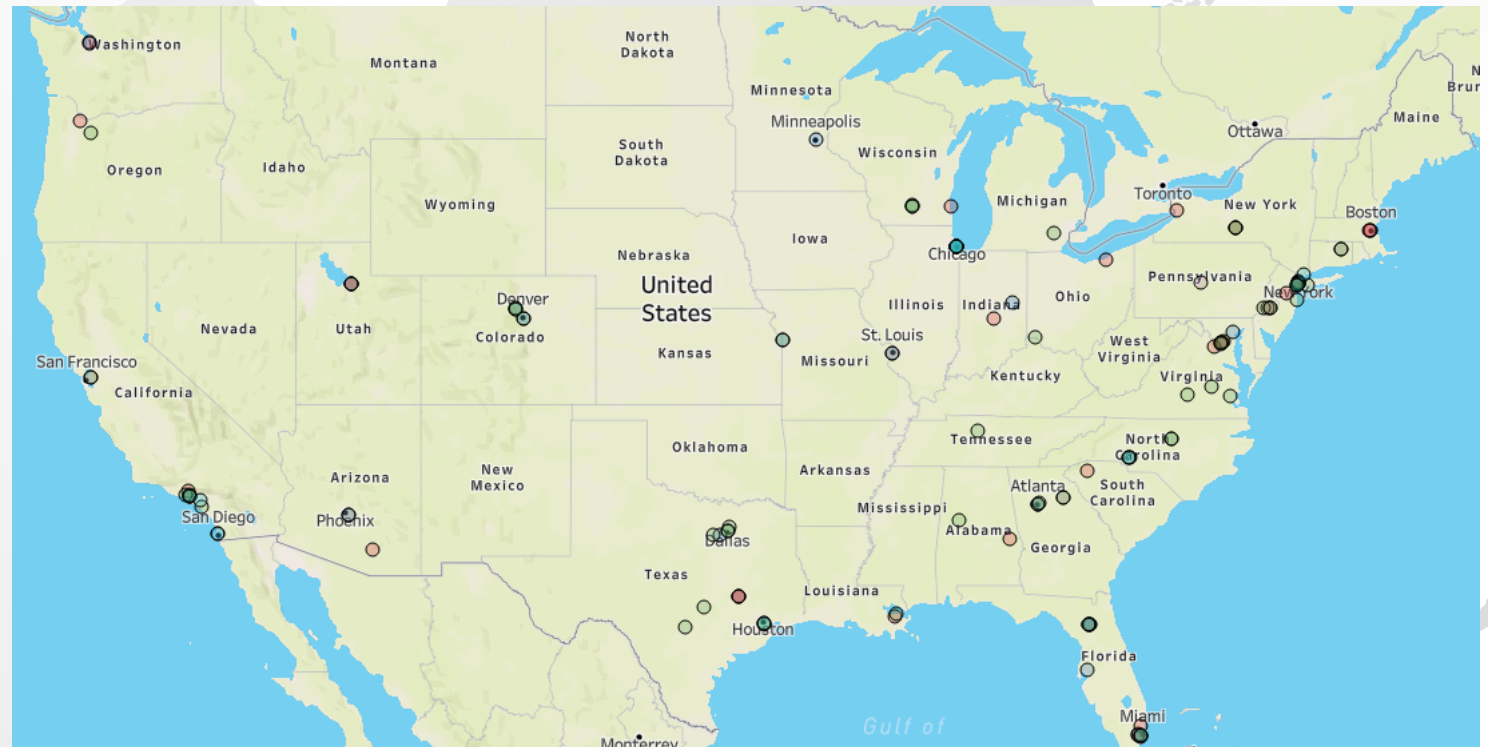 Washington
Montana
North
Dakota
Minnesota
Minneapolis
Ottawa
Maine
N
Brur
Oregon
Idaho
South
Dakota
Wisconsin
Wyoming
Michigan
Toronto
New York
Boston
Iowa
Nebraska
Chicago
United
States
Pennsylvania
New York
Denver
Illinois
Indiana
Ohio
Nevada
Utah
Colorado
St. Louis
San Francisco
Kansas
Missouri
West
Virginia
California
Kentucky
Virginia
Oklahoma
Tennessee
North
Carolina
Arizona
New
Mexico
Arkansas
Atlanta
South
Carolina
San Diego
Phoenix
Mississippi
Alabama
Dallas
Georgia
Texas
Louisiana
Houston
Florida
Miami
Gulf of
Monterrey